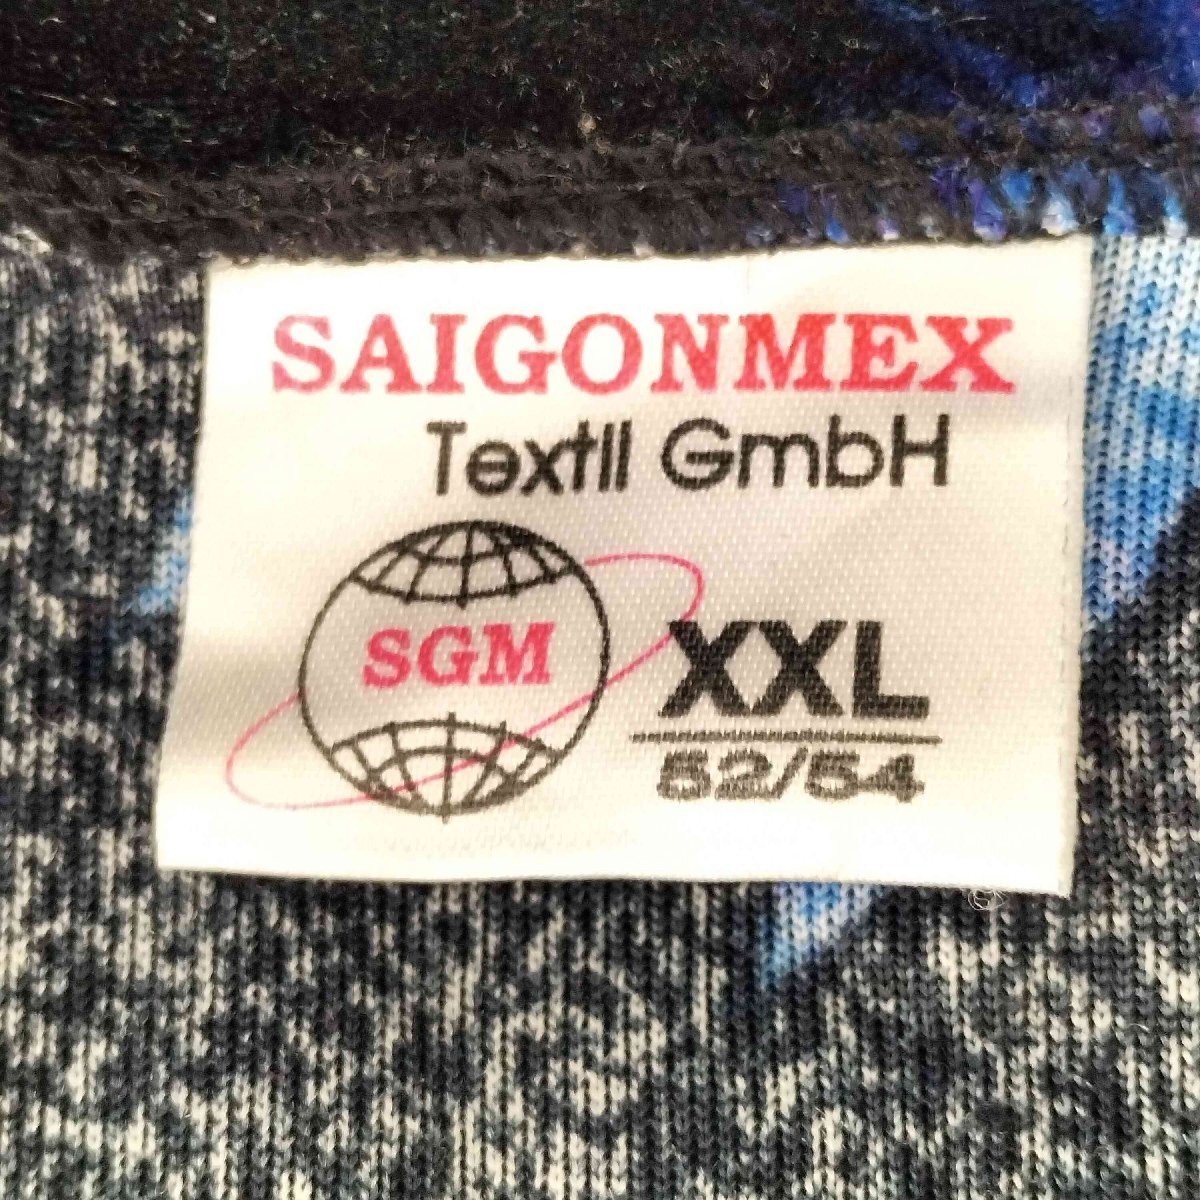 SAIGONMEX
Textil GmbH
SGM
XXL
52/54